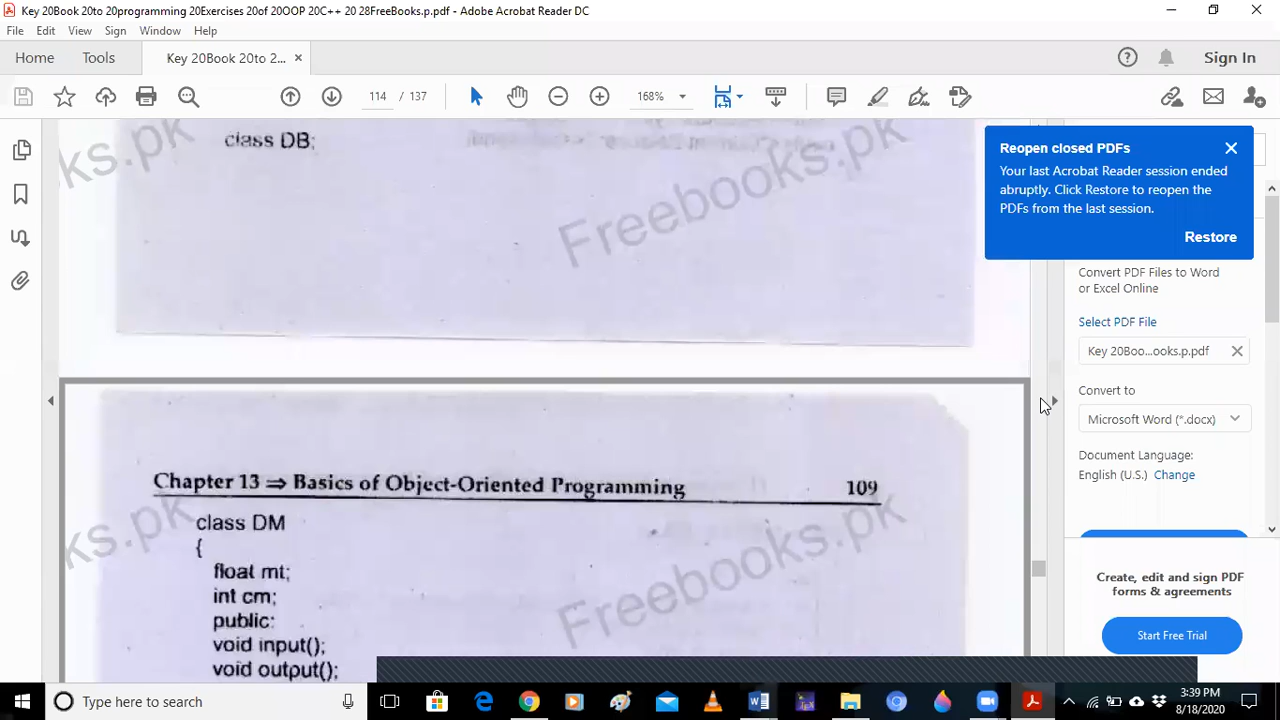 Key 20Book 20to 20programming 20Exercises 20of 20OOP 20C++ 20 28FreeBooks.p.pdf - Adobe Acrobat Reader DC
File Edit View Sign Window Help
Home Tools Key 20Book 20to 2... × Sign In
114 / 137 168%
class DB;
Freebooks.pk
ks.pk
Reopen closed PDFs
Your last Acrobat Reader session ended
abruptly. Click Restore to reopen the
PDFs from the last session.
Restore
Convert PDF Files to Word
or Excel Online
Select PDF File
Key 20Boo...ooks.p.pdf
Convert to
Microsoft Word (*.docx)
Document Language:
English (U.S.) Change
Chapter 13 ⇒ Basics of Object-Oriented Programming 109
class DM
{
float mt;
int cm;
public:
void input();
void output();
ks.pk
Freebooks.pk
Create, edit and sign PDF
forms & agreements
Start Free Trial
Type here to search
3:39 PM
8/18/2020